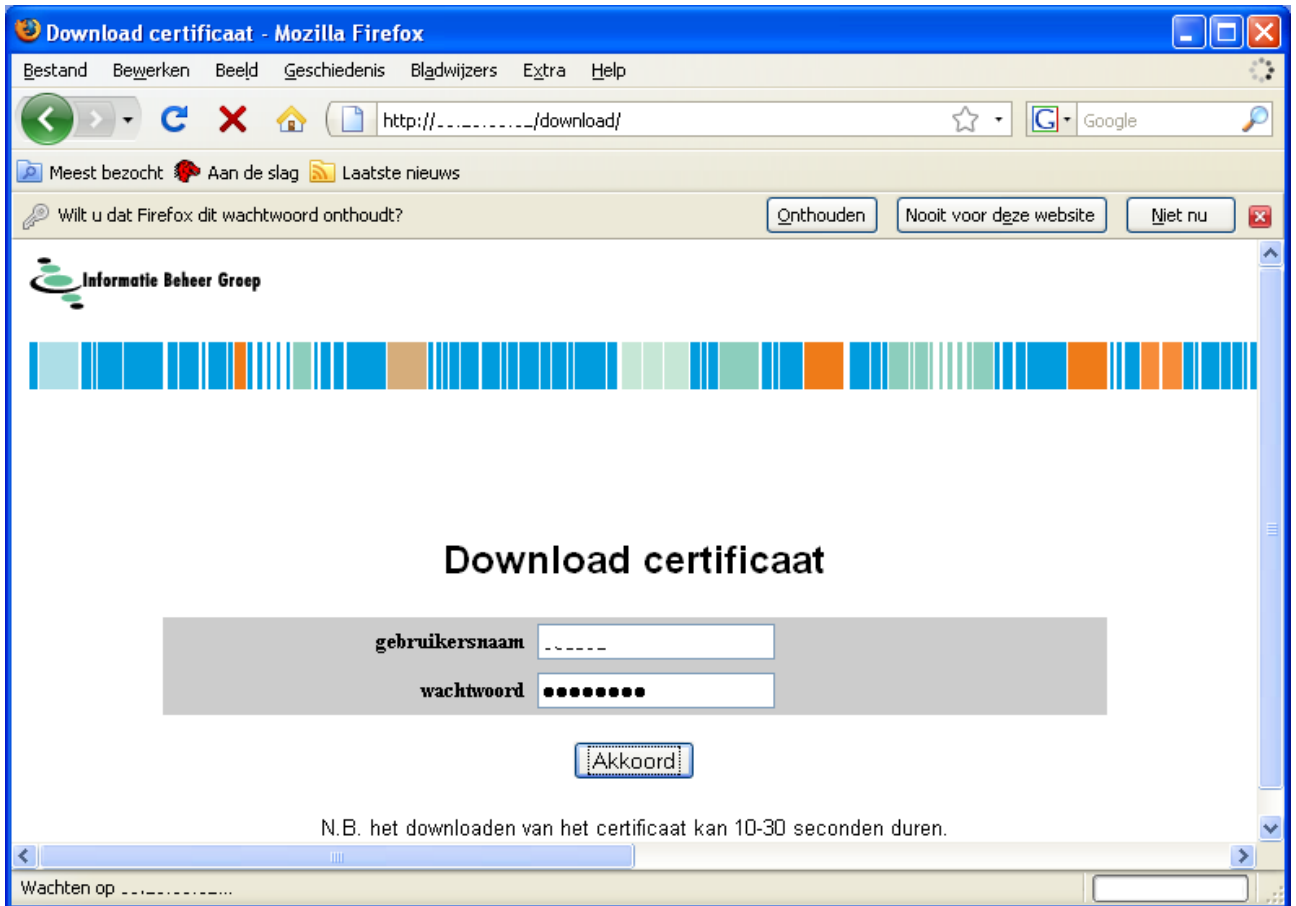 Download certificaat - Mozilla Firefox
Bestand Bewerken Beeld Geschiedenis Bladwijzers Extra Help
http:// /download/ G Google
Meest bezocht Aan de slag Laatste nieuws
Wilt u dat Firefox dit wachtwoord onthoudt? Onthouden Nooit voor deze website Niet nu
Informatie Beheer Groep
Download certificaat
gebruikersnaam
wachtwoord ●●●●●●●●
Akkoord
N.B. het downloaden van het certificaat kan 10-30 seconden duren.
Wachten op ...